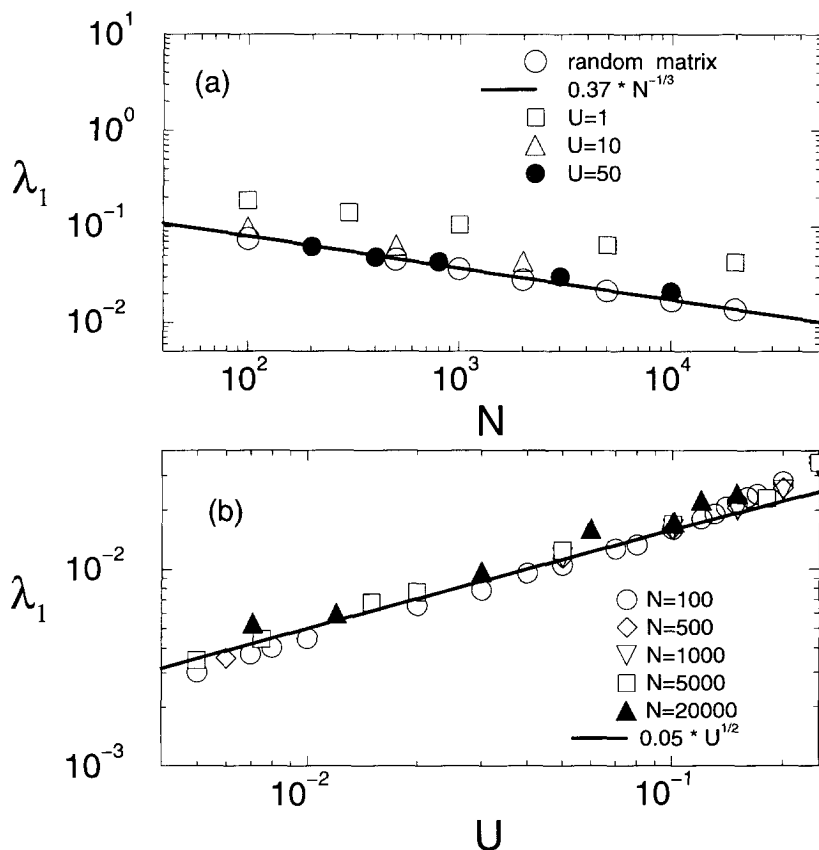 10^1
(a)
random matrix
0.37 * N^{-1/3}
10^0
U=1
U=10
λ_1
U=50
10^{-1}
10^{-2}
10^2
10^3
10^4
N
(b)
10^{-2}
λ_1
N=100
N=500
N=1000
N=5000
N=20000
0.05 * U^{1/2}
10^{-3}
10^{-2}
10^{-1}
U